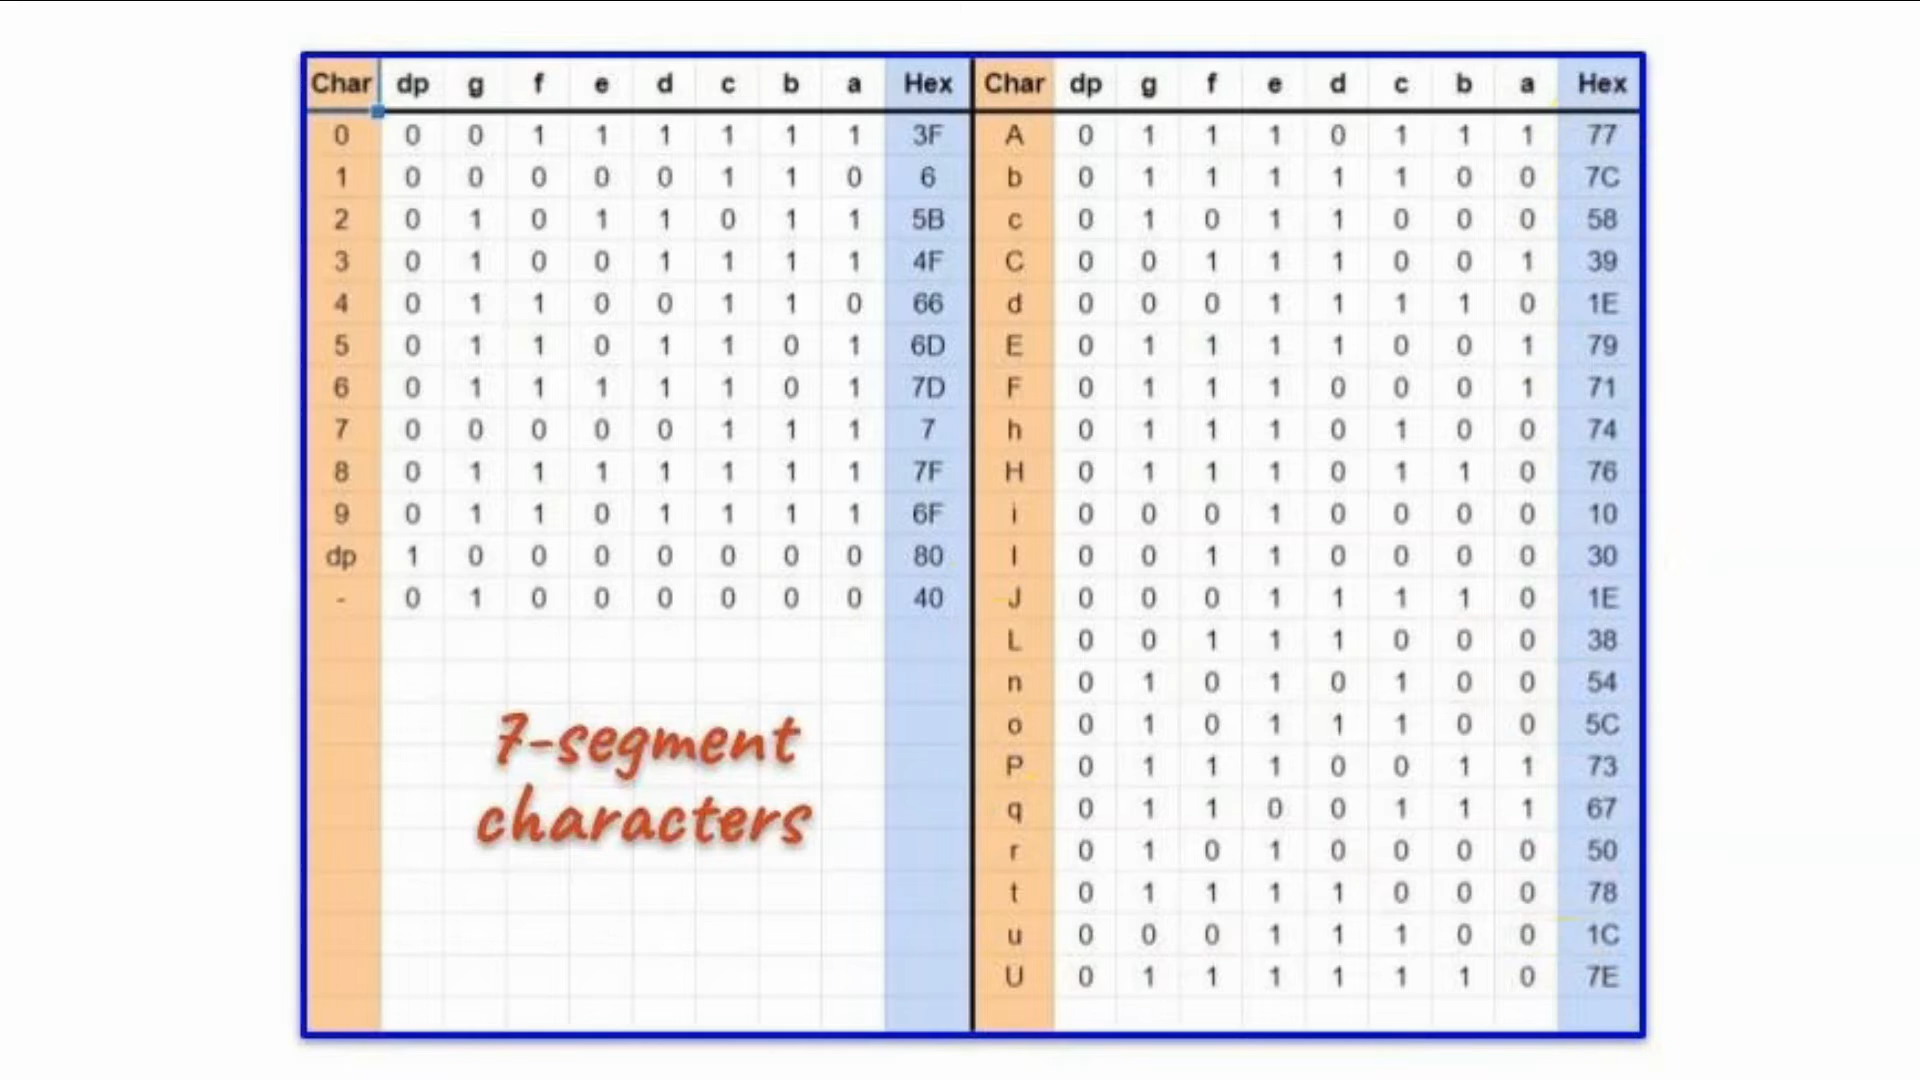 Char dp g f e d c b a Hex Char dp g f e d c b a Hex
0 0 0 1 1 1 1 1 1 3F A 0 1 1 1 0 1 1 1 77
1 0 0 0 0 0 1 1 0 6 b 0 1 1 1 1 1 0 0 7C
2 0 1 0 1 1 0 1 1 5B c 0 1 0 1 1 0 0 0 58
3 0 1 0 0 1 1 1 1 4F C 0 0 1 1 1 0 0 1 39
4 0 1 1 0 0 1 1 0 66 d 0 0 0 1 1 1 1 0 1E
5 0 1 1 0 1 1 0 1 6D E 0 1 1 1 1 0 0 1 79
6 0 1 1 1 1 1 0 1 7D F 0 1 1 1 0 0 0 1 71
7 0 0 0 0 0 1 1 1 7 h 0 1 1 1 0 1 0 0 74
8 0 1 1 1 1 1 1 1 7F H 0 1 1 1 0 1 1 0 76
9 0 1 1 0 1 1 1 1 6F i 0 0 0 1 0 0 0 0 10
dp 1 0 0 0 0 0 0 0 80 I 0 0 1 1 0 0 0 0 30
- 0 1 0 0 0 0 0 0 40 J 0 0 0 1 1 1 1 0 1E
L 0 0 1 1 1 0 0 0 38
n 0 1 0 1 0 1 0 0 54
o 0 1 0 1 1 1 0 0 5C
P 0 1 1 1 0 0 1 1 73
q 0 1 1 0 0 1 1 1 67
r 0 1 0 1 0 0 0 0 50
t 0 1 1 1 1 0 0 0 78
u 0 0 0 1 1 1 0 0 1C
U 0 1 1 1 1 1 1 0 7E
7-segment
characters